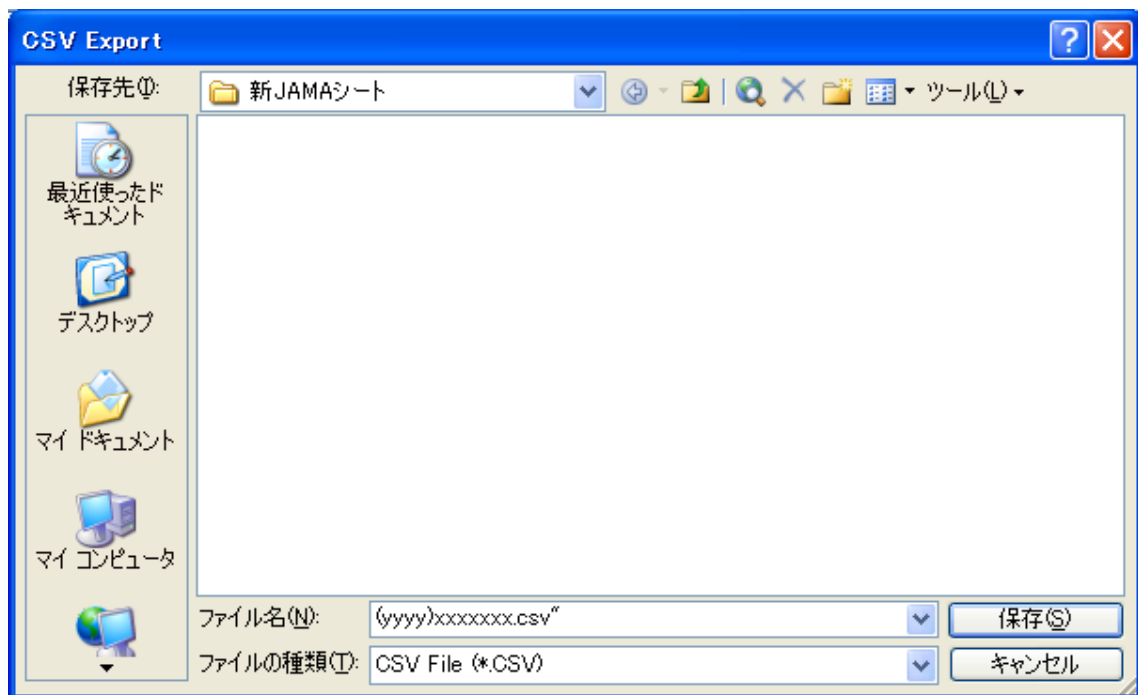 CSV Export
保存先(I):
新JAMAシート
ツール(L)
最近使ったド
キュメント
デスクトップ
マイ ドキュメント
マイ コンピュータ
ファイル名(N):
(yyyy)xxxxxxx.csv"
保存(S)
ファイルの種類(T):
CSV File (*.CSV)
キャンセル